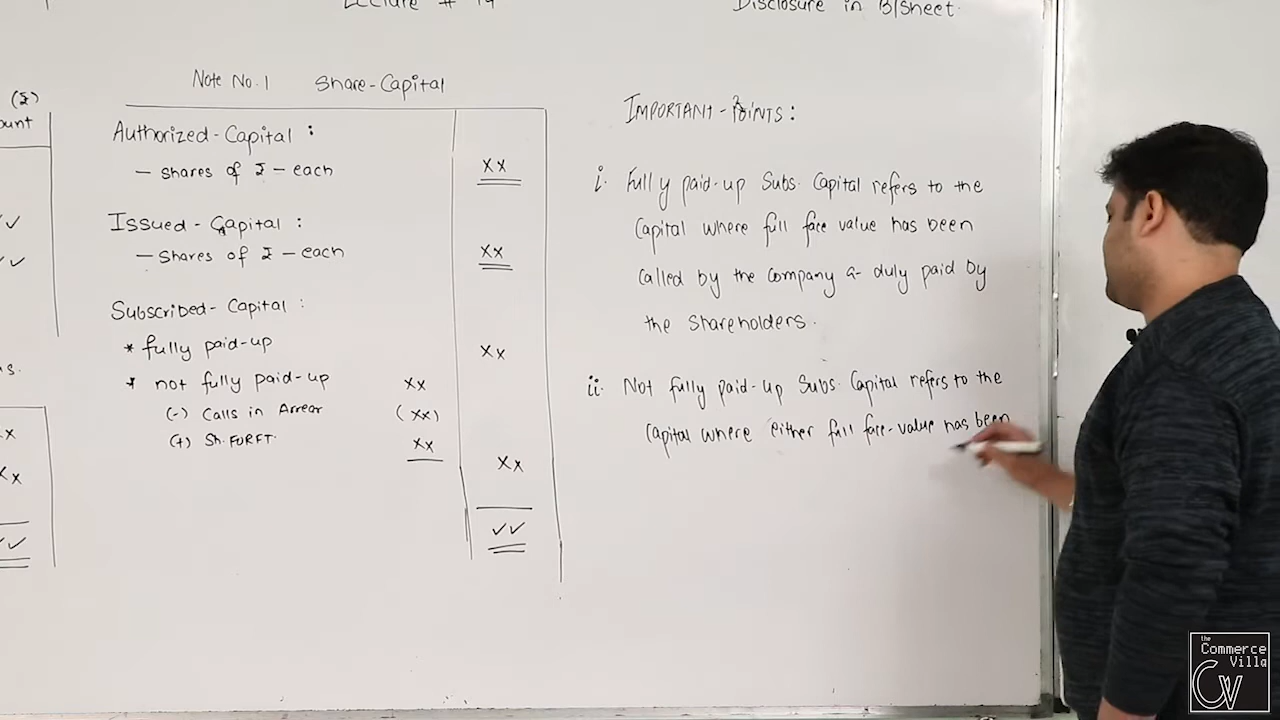 Lecture # 19
Disclosure in B/Sheet.
(₹)
ount
Note No. 1 Share-Capital
Authorized-Capital :
– shares of ₹ – each xx
Issued-Capital :
– Shares of ₹ – each xx
Subscribed-Capital :
* fully paid-up xx
* not fully paid-up xx
(-) Calls in Arrear (xx)
(+) Sh. FORFT. xx
xx
✓✓
IMPORTANT-POINTS :
i. Fully paid-up Subs. Capital refers to the
Capital where full face value has been
called by the company & duly paid by
the shareholders.
ii. Not fully paid-up Subs. Capital refers to the
Capital where either full face-value has been
the
Commerce
Villa
CV